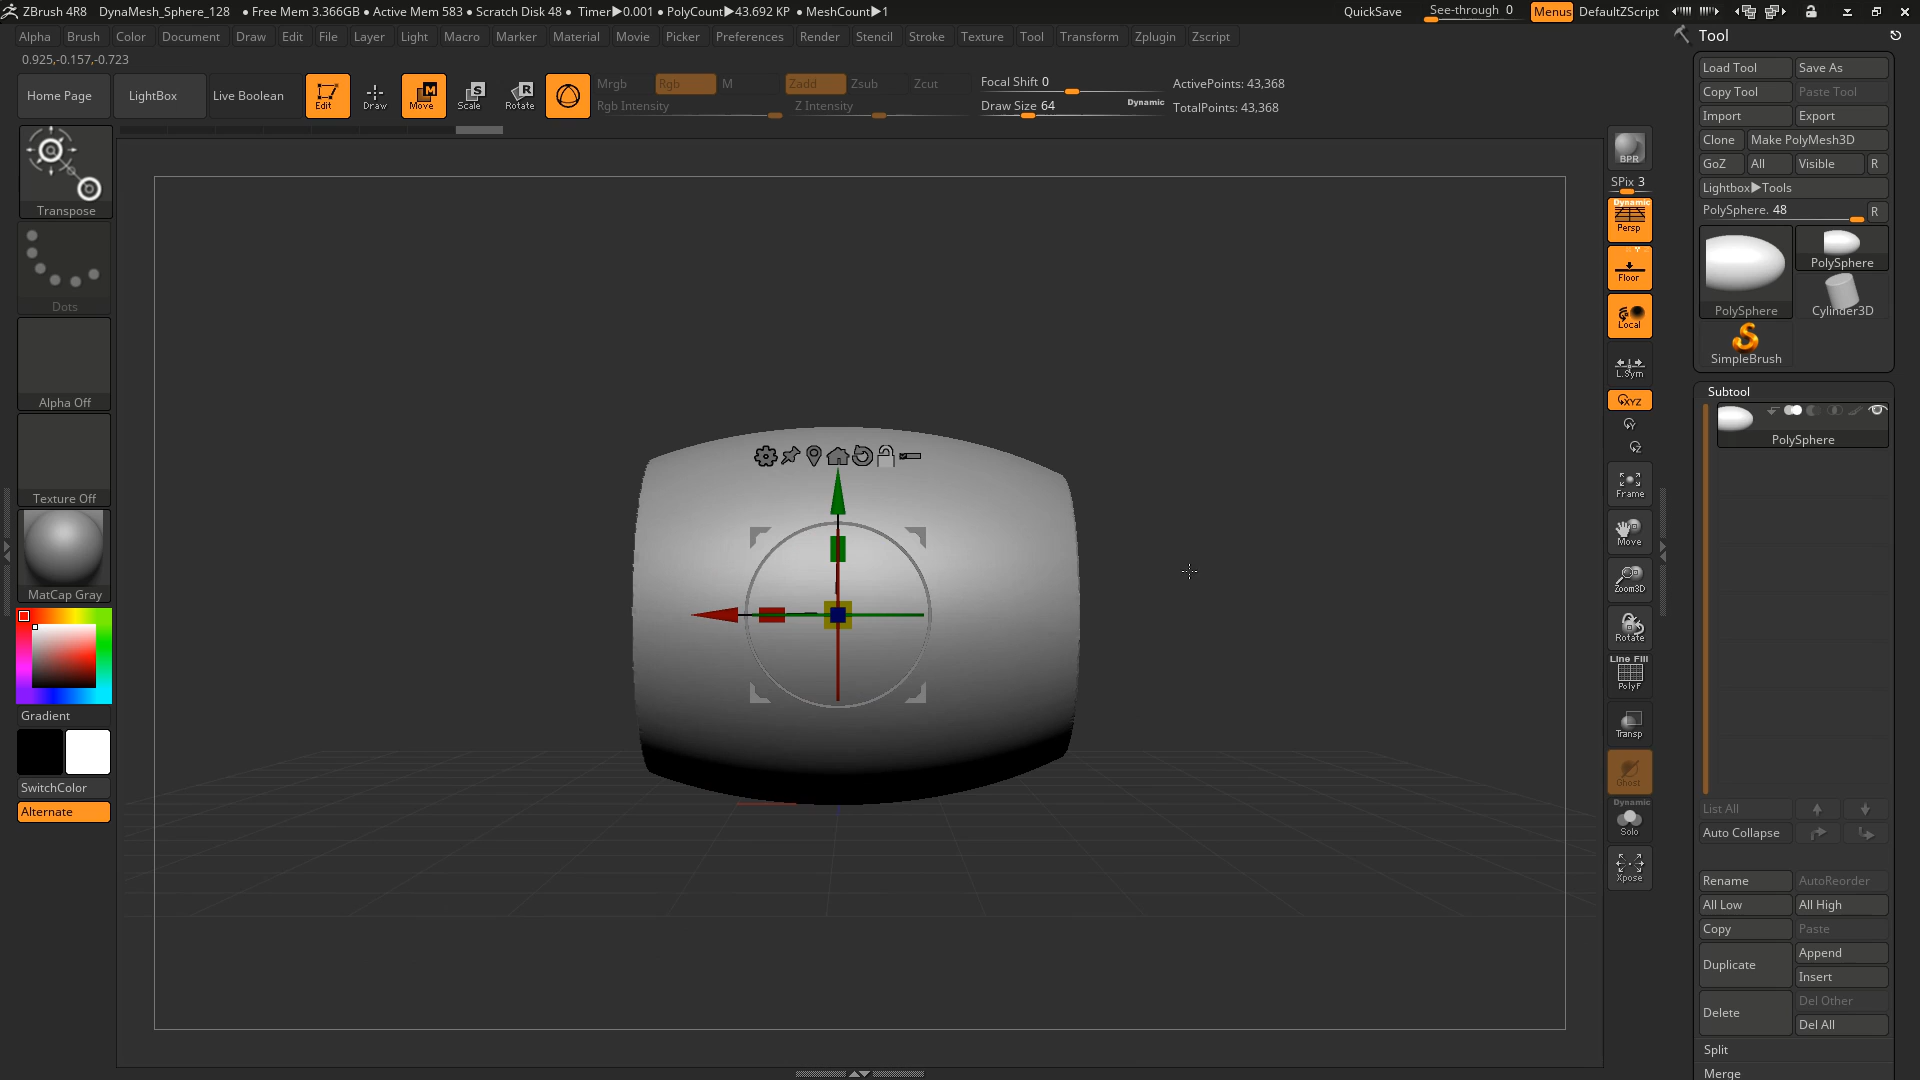 ZBrush 4R8 DynaMesh_Sphere_128 • Free Mem 3.366GB • Active Mem 583 • Scratch Disk 48 • Timer▶0.001 • PolyCount▶43.692 KP • MeshCount▶1 QuickSave See-through 0 Menus DefaultZScript
Alpha Brush Color Document Draw Edit File Layer Light Macro Marker Material Movie Picker Preferences Render Stencil Stroke Texture Tool Transform Zplugin Zscript
Tool
0.925,-0.157,-0.723
Home Page LightBox Live Boolean Edit Draw Move Scale Rotate
Mrgb Rgb M Zadd Zsub Zcut Focal Shift 0 ActivePoints: 43,368
Rgb Intensity Z Intensity Draw Size 64 Dynamic TotalPoints: 43,368
Transpose
Dots
Alpha Off
Texture Off
MatCap Gray
Gradient
SwitchColor
Alternate
BPR
SPix 3
Dynamic
Persp
Floor
Local
L.Sym
XYZ
Y
Z
Frame
Move
Zoom3D
Rotate
Line Fill
PolyF
Transp
Ghost
Dynamic
Solo
Xpose
Load Tool Save As
Copy Tool Paste Tool
Import Export
Clone Make PolyMesh3D
GoZ All Visible R
Lightbox▶Tools
PolySphere. 48 R
PolySphere
PolySphere Cylinder3D
SimpleBrush
Subtool
PolySphere
List All
Auto Collapse
Rename AutoReorder
All Low All High
Copy Paste
Duplicate Append
Insert
Delete Del Other
Del All
Split
Merge